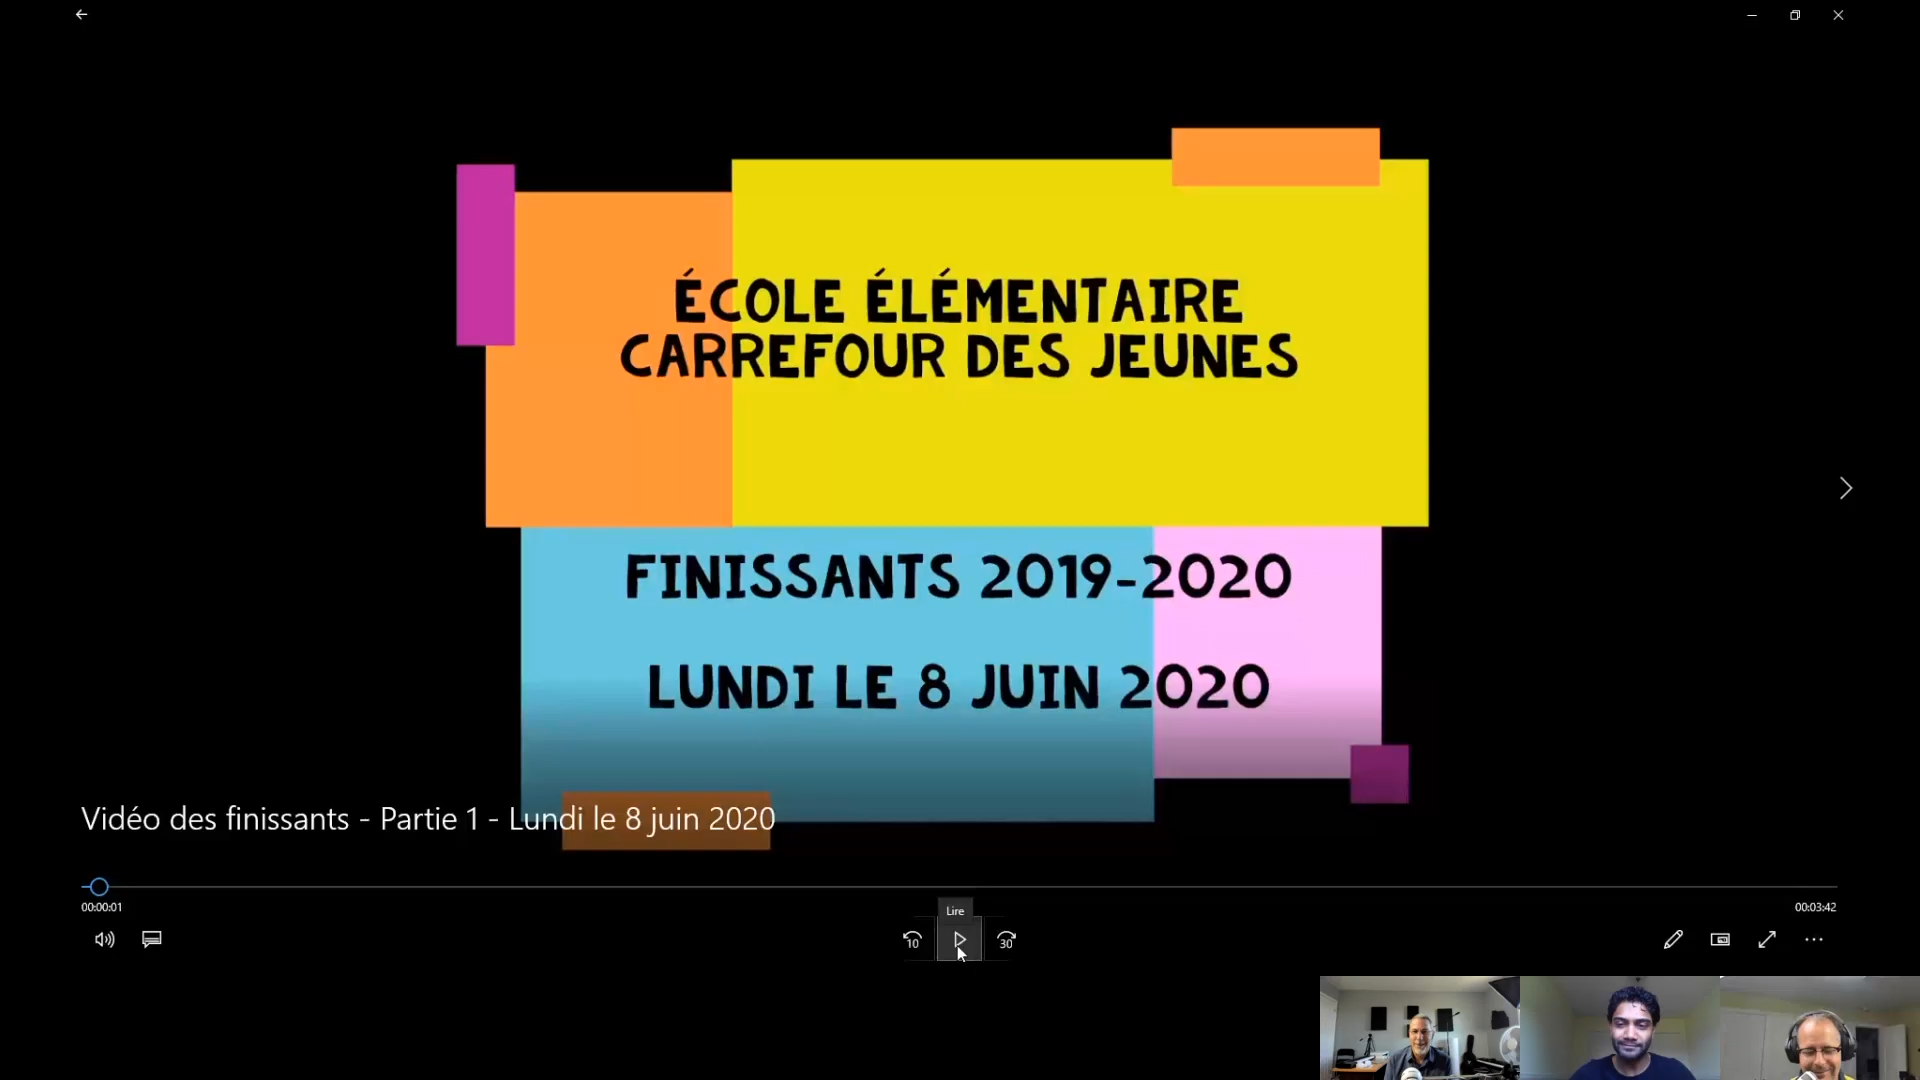 ÉCOLE ÉLÉMENTAIRE
CARREFOUR DES JEUNES
FINISSANTS 2019-2020
LUNDI LE 8 JUIN 2020
Vidéo des finissants - Partie 1 - Lundi le 8 juin 2020
00:00:01
00:03:42
Lire
10
30